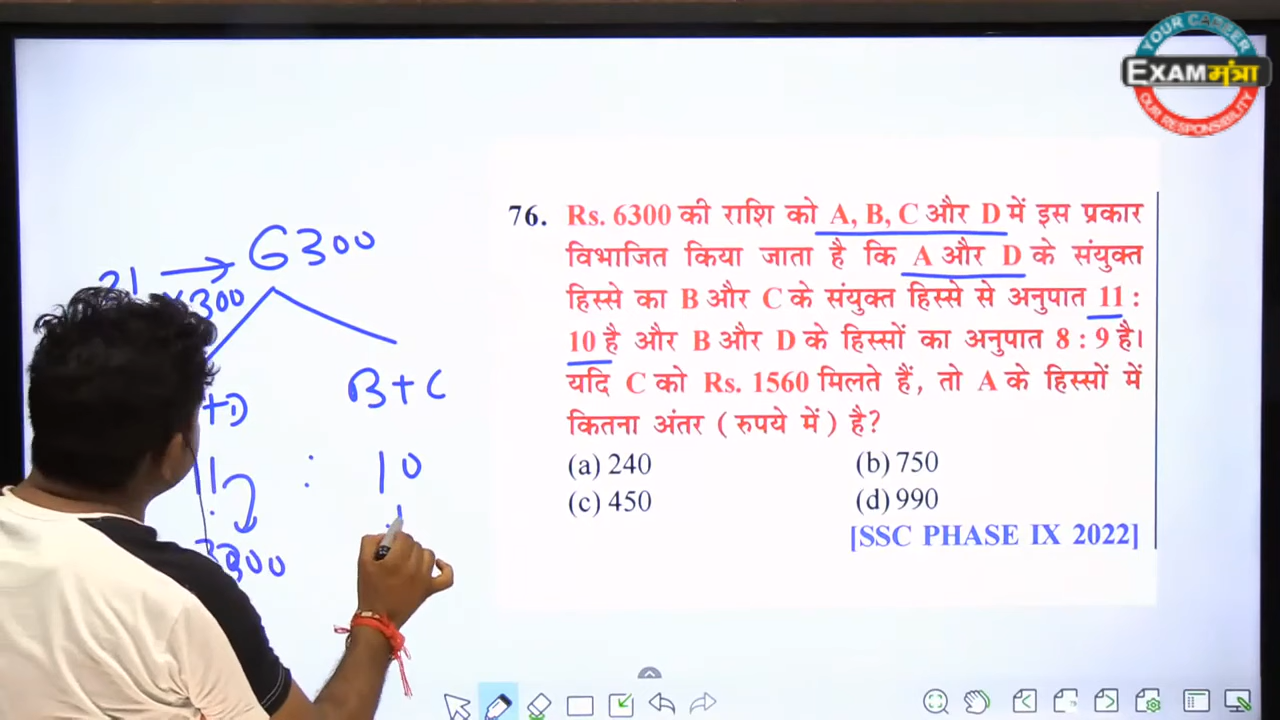 YOUR CAREER
EXAMमंत्रा
OUR RESPONSIBILITY
76. Rs. 6300 की राशि को A, B, C और D में इस प्रकार
विभाजित किया जाता है कि A और D के संयुक्त
हिस्से का B और C के संयुक्त हिस्से से अनुपात 11 :
10 है और B और D के हिस्सों का अनुपात 8 : 9 है।
यदि C को Rs. 1560 मिलते हैं, तो A के हिस्सों में
कितना अंतर ( रुपये में ) है?
(a) 240 (b) 750
(c) 450 (d) 990
[SSC PHASE IX 2022]
21 → 6300
×300
+D B+C
11 : 10
3300